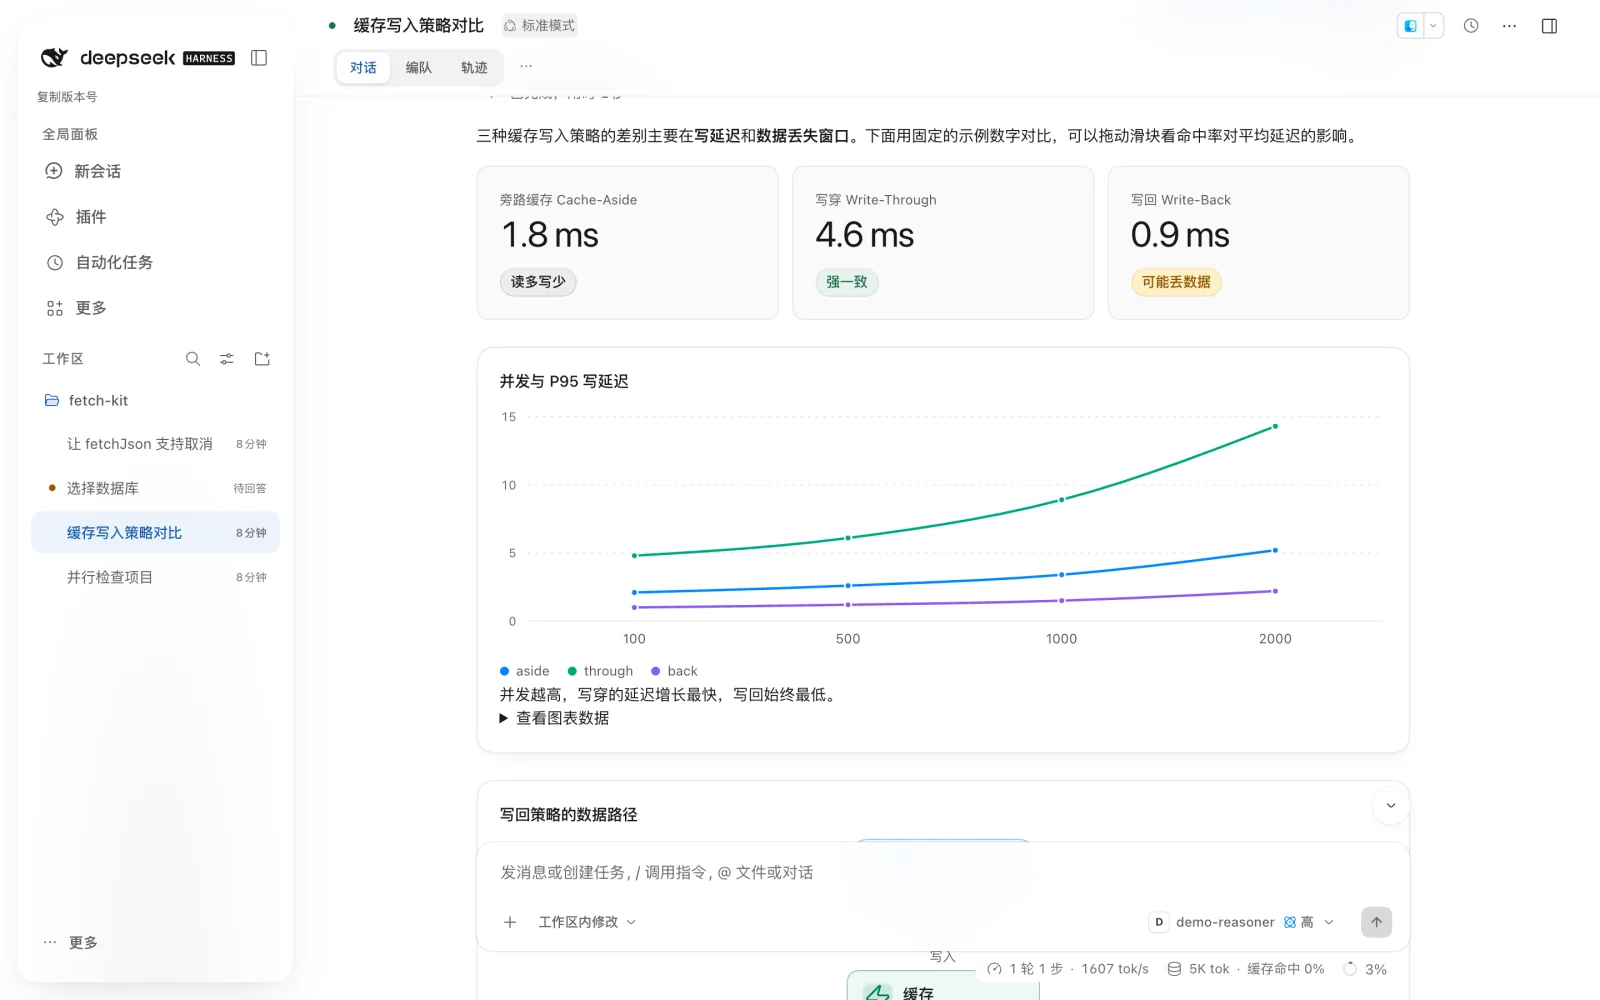 deepseek HARNESS
复制版本号
全局面板
新会话
插件
自动化任务
更多
工作区
fetch-kit
让 fetchJson 支持取消 8分钟
选择数据库 待回答
缓存写入策略对比 8分钟
并行检查项目 8分钟
更多
缓存写入策略对比 标准模式
对话 编队 轨迹
三种缓存写入策略的差别主要在写延迟和数据丢失窗口。下面用固定的示例数字对比，可以拖动滑块看命中率对平均延迟的影响。
旁路缓存 Cache-Aside
1.8 ms
读多写少
写穿 Write-Through
4.6 ms
强一致
写回 Write-Back
0.9 ms
可能丢数据
并发与 P95 写延迟
15
10
5
0
100 500 1000 2000
aside through back
并发越高，写穿的延迟增长最快，写回始终最低。
查看图表数据
写回策略的数据路径
发消息或创建任务, / 调用指令, @ 文件或对话
工作区内修改
D demo-reasoner 高
写入
1 轮 1 步 · 1607 tok/s 5K tok · 缓存命中 0% 3%
缓存